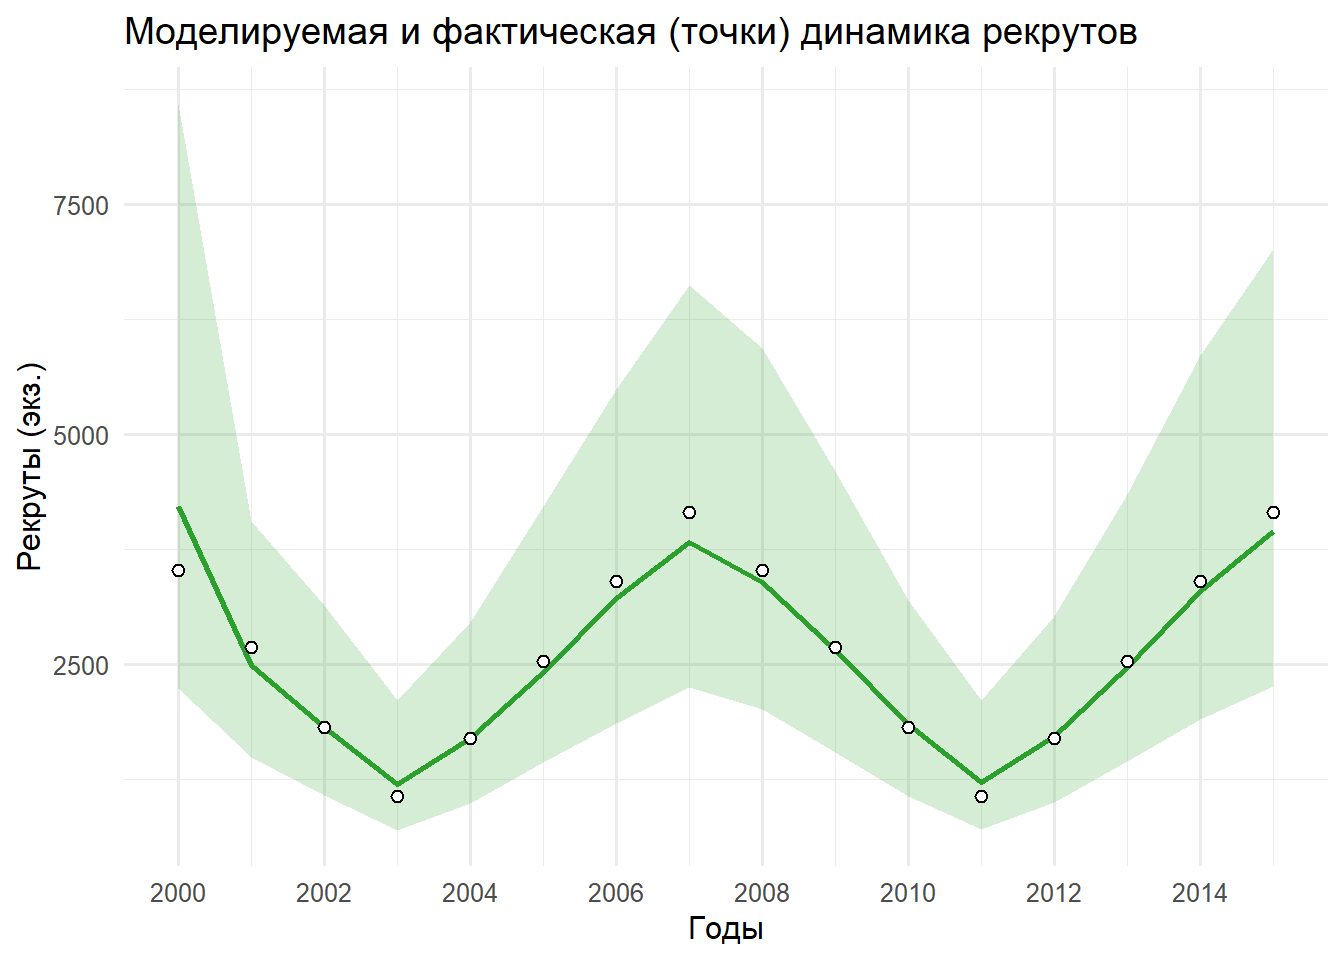 Моделируемая и фактическая (точки) динамика рекрутов
Рекруты (экз.)
7500
5000
2500
2000 2002 2004 2006 2008 2010 2012 2014
Годы